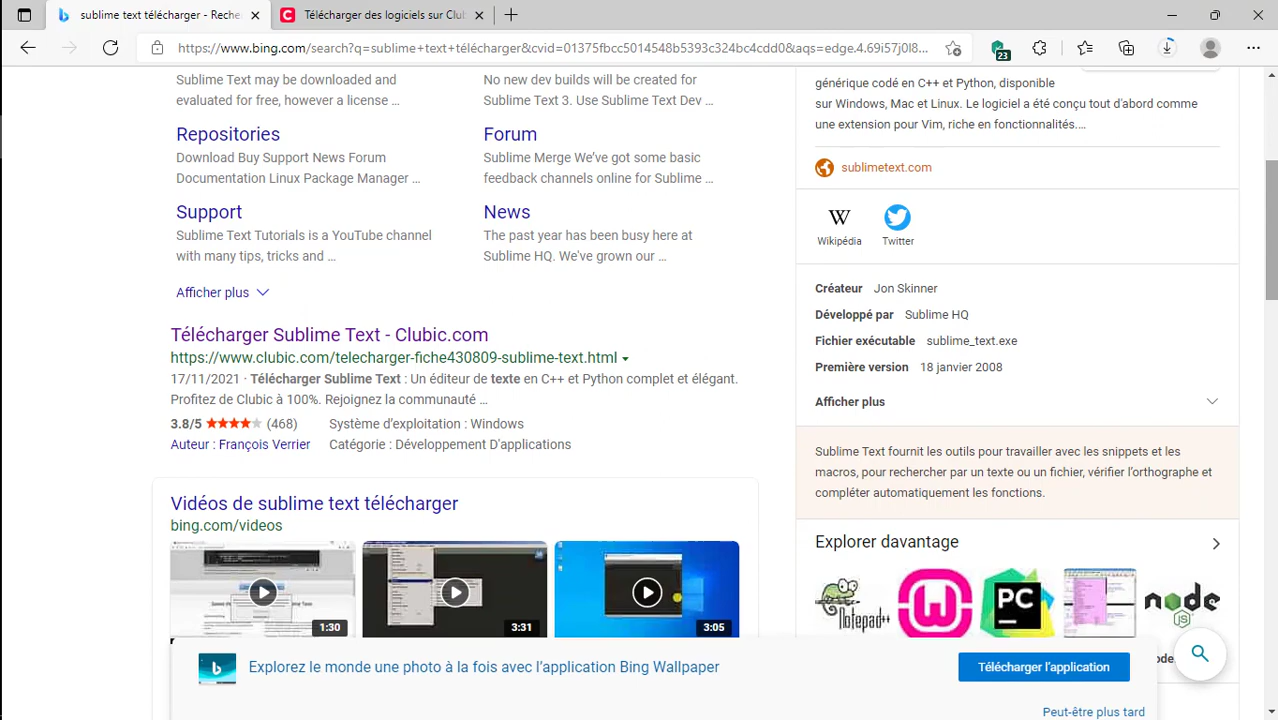 sublime text télécharger - Reche
Télécharger des logiciels sur Club
https://www.bing.com/search?q=sublime+text+télécharger&cvid=01375fbcc5014548b5393c324bc4cdd0&aqs=edge.4.69i57j0l8...
23
Sublime Text may be downloaded and
evaluated for free, however a license ...
No new dev builds will be created for
Sublime Text 3. Use Sublime Text Dev ...
Repositories
Download Buy Support News Forum
Documentation Linux Package Manager ...
Forum
Sublime Merge We've got some basic
feedback channels online for Sublime ...
Support
Sublime Text Tutorials is a YouTube channel
with many tips, tricks and ...
News
The past year has been busy here at
Sublime HQ. We've grown our ...
Afficher plus
Télécharger Sublime Text - Clubic.com
https://www.clubic.com/telecharger-fiche430809-sublime-text.html
17/11/2021 · Télécharger Sublime Text : Un éditeur de texte en C++ et Python complet et élégant.
Profitez de Clubic à 100%. Rejoignez la communauté ...
3.8/5 (468) Système d'exploitation : Windows
Auteur : François Verrier Catégorie : Développement D'applications
Vidéos de sublime text télécharger
bing.com/videos
1:30
3:31
3:05
générique codé en C++ et Python, disponible
sur Windows, Mac et Linux. Le logiciel a été conçu tout d'abord comme
une extension pour Vim, riche en fonctionnalités....
sublimetext.com
W
Wikipédia
Twitter
Créateur Jon Skinner
Développé par Sublime HQ
Fichier exécutable sublime_text.exe
Première version 18 janvier 2008
Afficher plus
Sublime Text fournit les outils pour travailler avec les snippets et les
macros, pour rechercher par un texte ou un fichier, vérifier l'orthographe et
compléter automatiquement les fonctions.
Explorer davantage
Notepad++
W
PC
node
JS
Explorez le monde une photo à la fois avec l'application Bing Wallpaper
Télécharger l'application
Peut-être plus tard